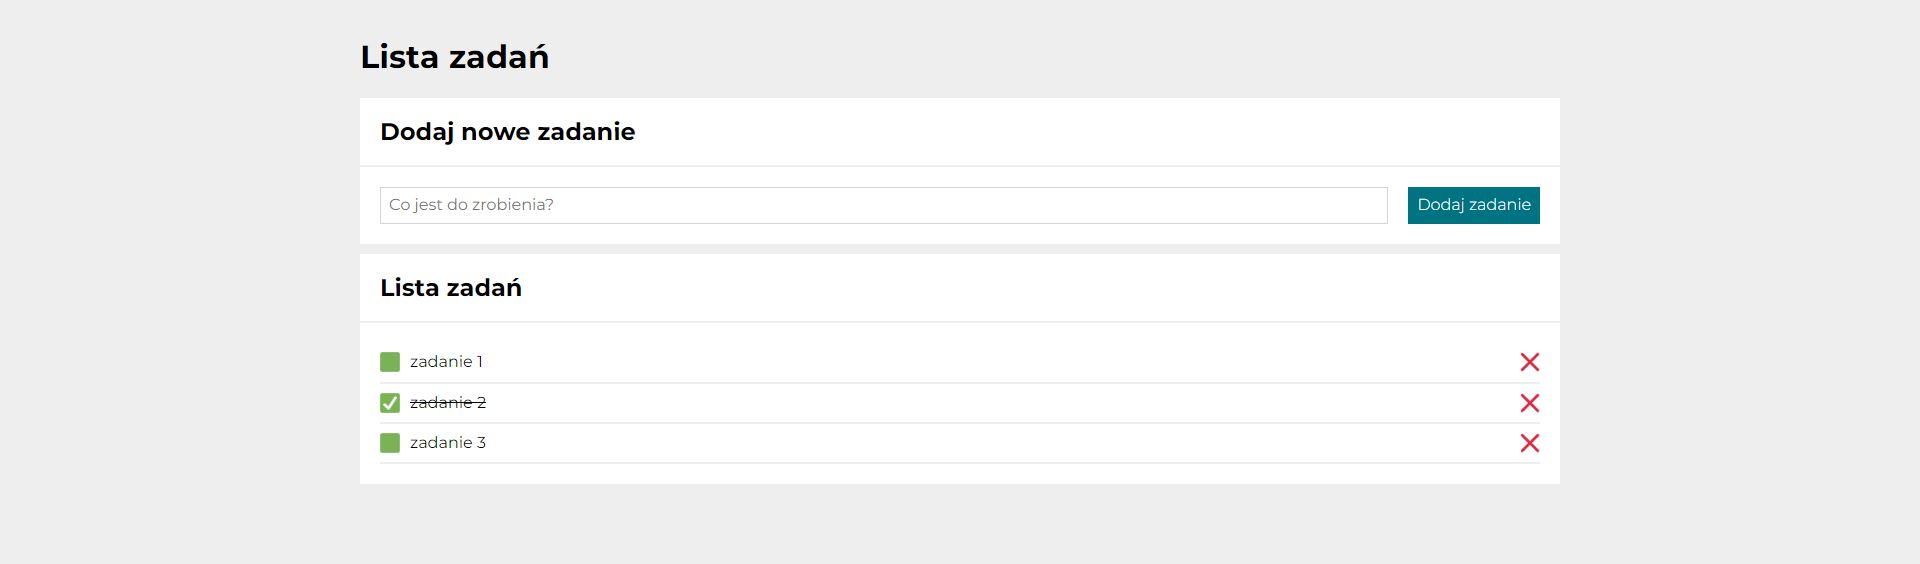 Lista zadań
Dodaj nowe zadanie
Co jest do zrobienia?
Dodaj zadanie
Lista zadań
zadanie 1
zadanie 2
zadanie 3